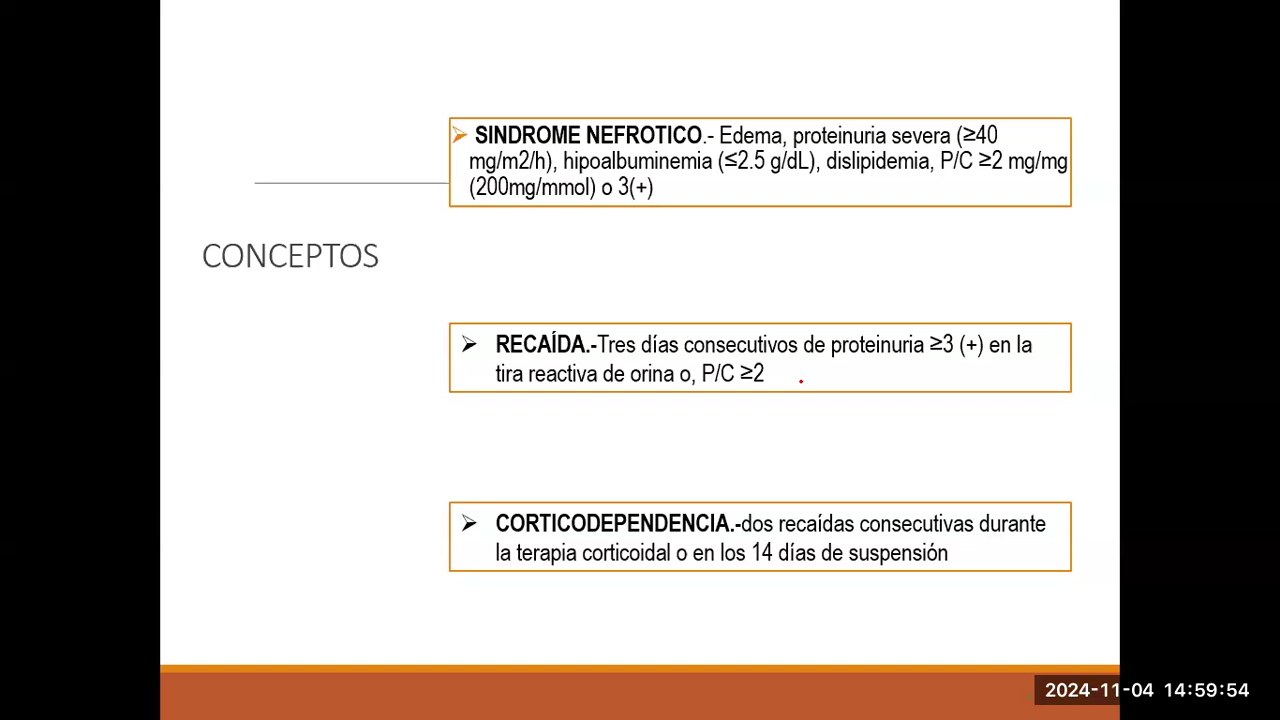 SINDROME NEFROTICO.- Edema, proteinuria severa (≥40
mg/m2/h), hipoalbuminemia (≤2.5 g/dL), dislipidemia, P/C ≥2 mg/mg
(200mg/mmol) o 3(+)
CONCEPTOS
RECAÍDA.-Tres días consecutivos de proteinuria ≥3 (+) en la
tira reactiva de orina o, P/C ≥2
CORTICODEPENDENCIA.-dos recaídas consecutivas durante
la terapia corticoidal o en los 14 días de suspensión
2024-11-04 14:59:54